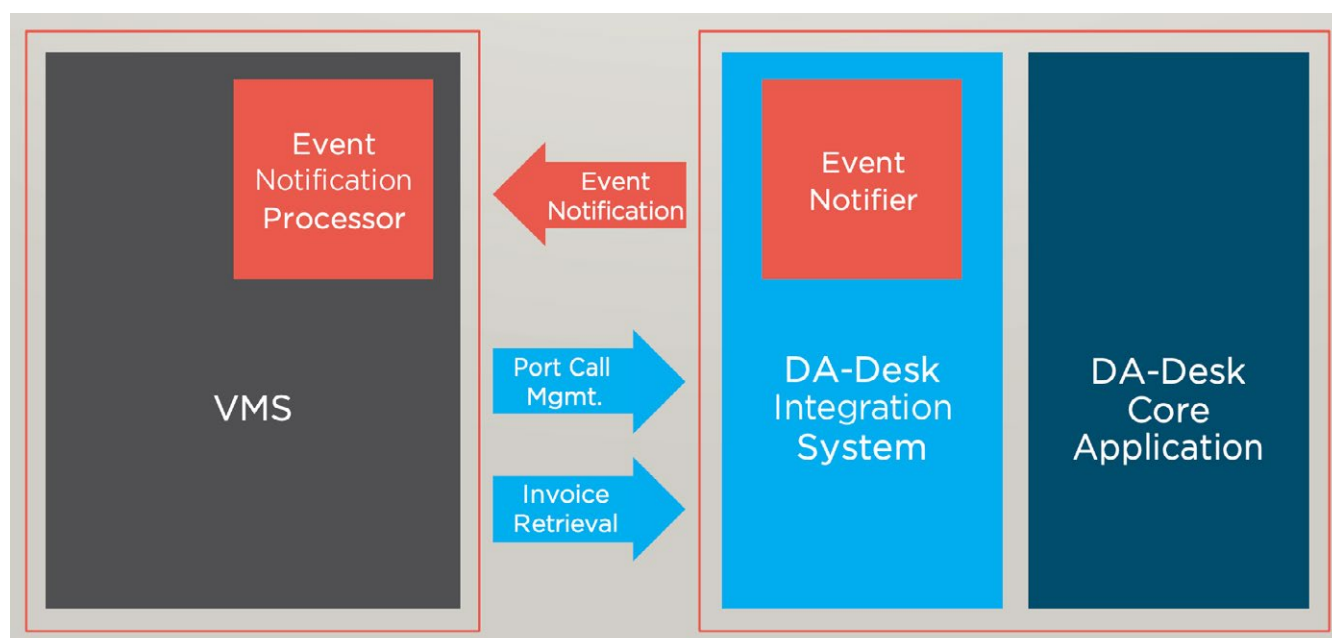 Event
Notification
Processor
VMS
Event
Notification
Port Call
Mgmt.
Invoice
Retrieval
Event
Notifier
DA-Desk
Integration
System
DA-Desk
Core
Application